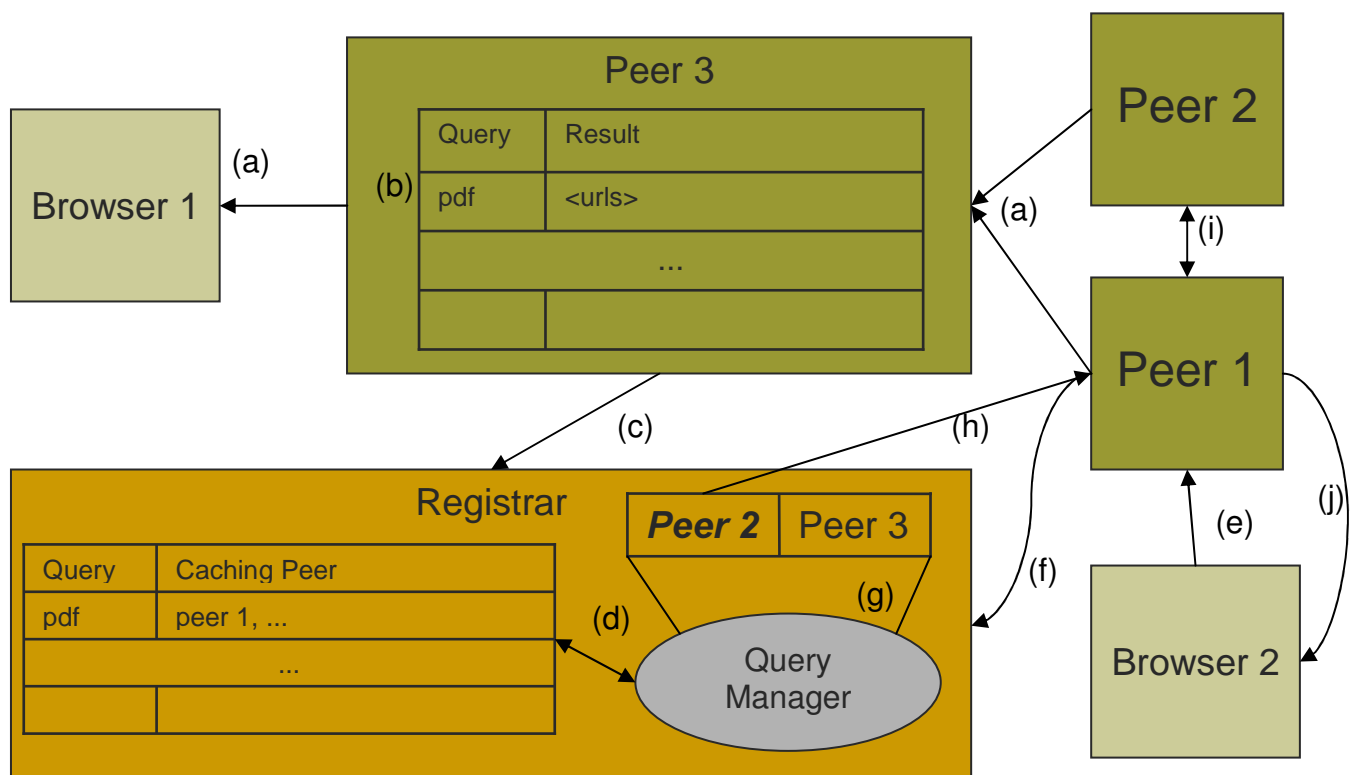 Peer 3
Peer 2
Query Result
(a)
Browser 1
(b)
pdf <urls>
(a)
(i)
...
Peer 1
(c)
(h)
Registrar
Peer 2 Peer 3
(j)
(e)
Query Caching Peer
(f)
pdf peer 1, ...
(d)
(g)
...
Query
Manager
Browser 2